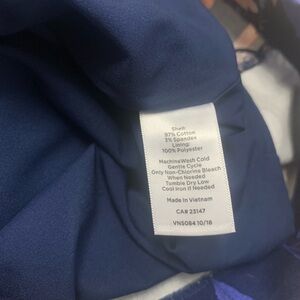 Shell:
97% Cotton
3% Spandex
Lining:
100% Polyester
Machine Wash Cold
Gentle Cycle
Only Non-Chlorine Bleach
When Needed
Tumble Dry Low
Cool Iron If Needed
Made In Vietnam
CA# 23147
VNS084 10/18